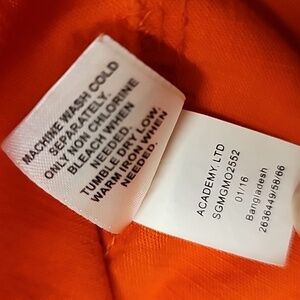 MACHINE WASH COLD
SEPARATELY.
ONLY NON CHLORINE
BLEACH WHEN
NEEDED.
TUMBLE DRY LOW.
WARM IRON WHEN
NEEDED.
ACADEMY, LTD
SGMGMO2552
01/16
Bangladesh
2636449/58/66